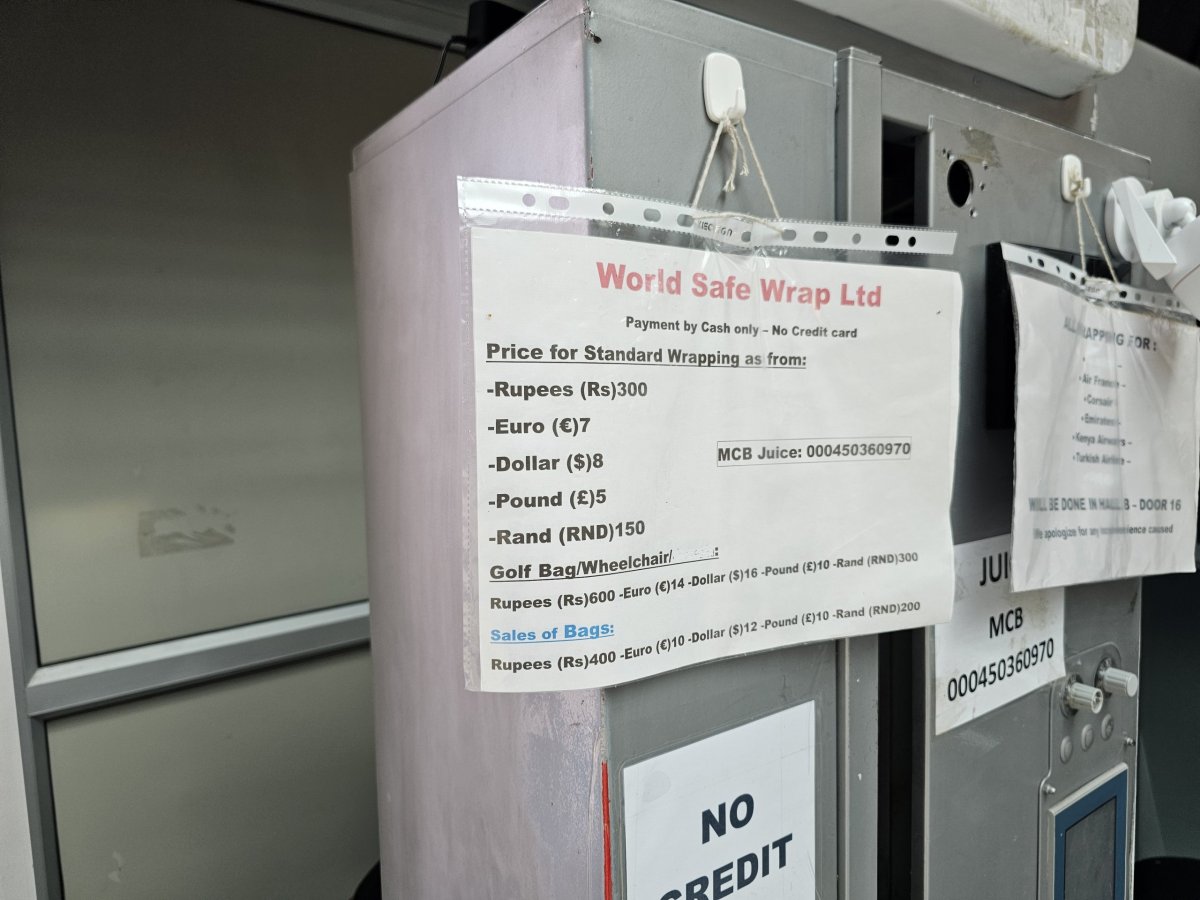 World Safe Wrap Ltd
Payment by Cash only – No Credit card
Price for Standard Wrapping as from:
-Rupees (Rs)300
-Euro (€)7
-Dollar ($)8
-Pound (£)5
-Rand (RND)150
MCB Juice: 000450360970
Golf Bag/Wheelchair/
Rupees (Rs)600 -Euro (€)14 -Dollar ($)16 -Pound (£)10 -Rand (RND)300
Sales of Bags:
Rupees (Rs)400 -Euro (€)10 -Dollar ($)12 -Pound (£)10 -Rand (RND)200
NO
CREDIT
WRAPPING FOR :
•Air France –
•Corsair
•Emirates –
•Kenya Airways –
•Turkish Airlines –
WILL BE DONE IN HALL B - DOOR 16
We apologize for any inconvenience caused
MCB
000450360970